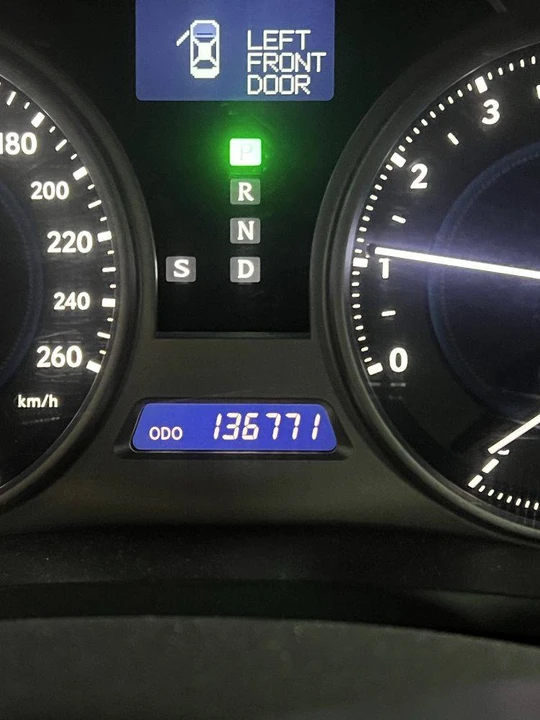 LEFT
FRONT
DOOR
P
R
N
S D
180
200
220
240
260
km/h
ODO 136771
3
2
1
0